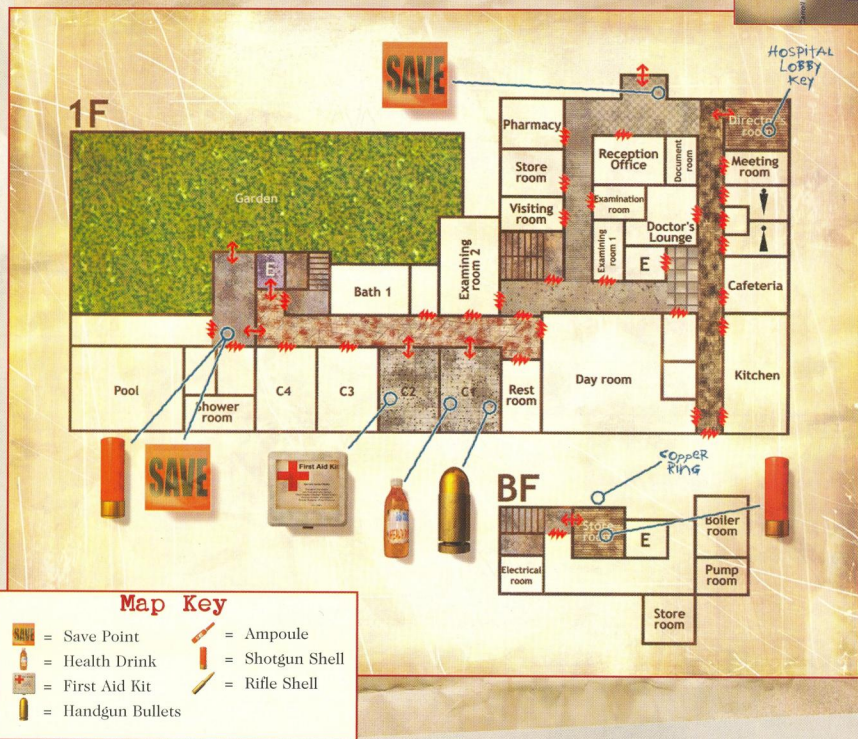 SAVE
HOSPITAL
LOBBY
KEY
1F
Pharmacy
Director's
room
Reception
Office
Document
room
Meeting
room
Store
room
Garden
Visiting
room
Examination
room
Doctor's
Lounge
Examining
room 2
Examining
room 1
E
E
Bath 1
Cafeteria
Pool
Shower
room
C4
C3
C2
C1
Rest
room
Day room
Kitchen
SAVE
First Aid Kit
BF
COPPER
RING
Store
room
E
Boiler
room
Electrical
room
Pump
room
Store
room
Map Key
SAVE = Save Point
= Health Drink
= First Aid Kit
= Handgun Bullets
= Ampoule
= Shotgun Shell
= Rifle Shell